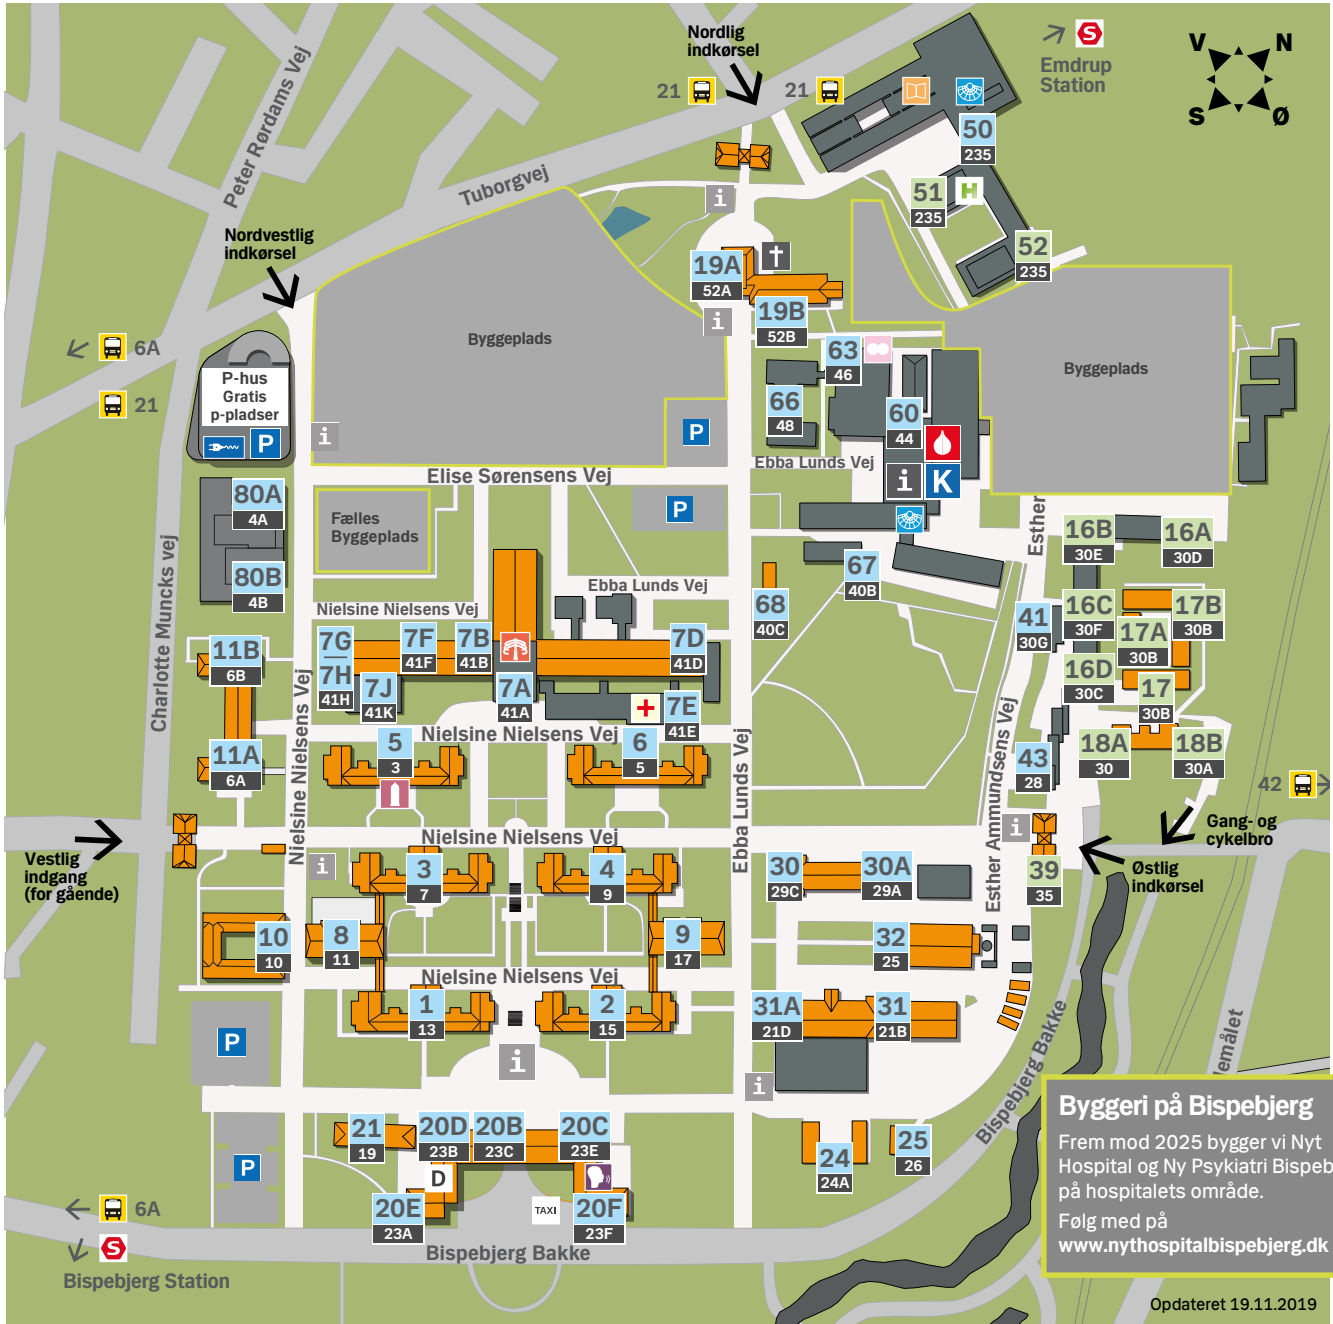 Nordlig
indkørsel
21
21
S
Emdrup
Station
V
N
S
Ø
Peter Rørdams Vej
Tuborgvej
50
235
51
235
H
52
235
i
Nordvestlig
indkørsel
19A
52A
19B
52B
i
Byggeplads
Byggeplads
6A
21
P-hus
Gratis
p-pladser
P
i
63
46
66
48
60
44
P
Ebba Lunds Vej
i
K
Elise Sørensens Vej
80A
4A
80B
4B
Fælles
Byggeplads
P
Esther
16B
30E
16A
30D
67
40B
68
40C
Ebba Lunds Vej
Nielsine Nielsens Vej
Charlotte Muncks vej
11B
6B
11A
6A
Nielsine Nielsens Vej
7G
7H
41H
7F
41F
7B
41B
7D
41D
7J
41K
7A
41A
7E
41E
41
30G
16C
30F
17B
30B
17A
30B
16D
30C
17
30B
Nielsine Nielsens Vej
5
3
6
5
Ebba Lunds Vej
Esther Ammundsens Vej
43
28
18A
30
18B
30A
42
Vestlig
indgang
(for gående)
Nielsine Nielsens Vej
i
Gang- og
cykelbro
Østlig
indkørsel
i
3
7
4
9
30
29C
30A
29A
39
35
10
10
8
11
9
17
32
25
Nielsine Nielsens Vej
1
13
2
15
31A
21D
31
21B
P
i
i
Bispebjerg Bakke
lemålet
21
19
20D
23B
20B
23C
20C
23E
D
20E
23A
TAXI
20F
23F
24
24A
25
26
P
6A
S
Bispebjerg Station
Bispebjerg Bakke
Byggeri på Bispebjerg
Frem mod 2025 bygger vi Nyt
Hospital og Ny Psykiatri Bispeb
på hospitalets område.
Følg med på
www.nythospitalbispebjerg.dk
Opdateret 19.11.2019